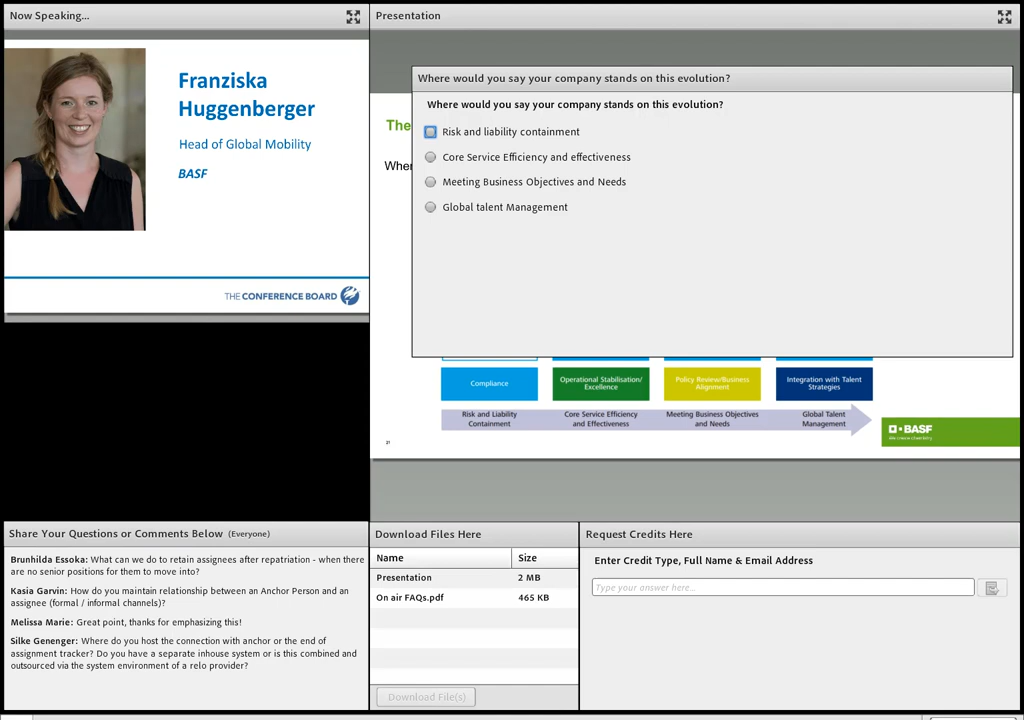 Now Speaking...
Presentation
Franziska
Huggenberger
Head of Global Mobility
BASF
THE CONFERENCE BOARD
Where would you say your company stands on this evolution?
Where would you say your company stands on this evolution?
Risk and liability containment
Core Service Efficiency and effectiveness
Meeting Business Objectives and Needs
Global talent Management
The
Wher
Compliance
Operational Stabilisation/
Excellence
Policy Review/Business
Alignment
Integration with Talent
Strategies
Risk and Liability
Containment
Core Service Efficiency
and Effectiveness
Meeting Business Objectives
and Needs
Global Talent
Management
21
BASF
We create chemistry
Share Your Questions or Comments Below (Everyone)
Brunhilda Essoka: What can we do to retain assignees after repatriation - when there
are no senior positions for them to move into?
Kasia Garvin: How do you maintain relationship between an Anchor Person and an
assignee (formal / informal channels)?
Melissa Marie: Great point, thanks for emphasizing this!
Silke Genenger: Where do you host the connection with anchor or the end of
assignment tracker? Do you have a separate inhouse system or is this combined and
outsourced via the system environment of a relo provider?
Download Files Here
Name Size
Presentation 2 MB
On air FAQs.pdf 465 KB
Download File(s)
Request Credits Here
Enter Credit Type, Full Name & Email Address
Type your answer here...